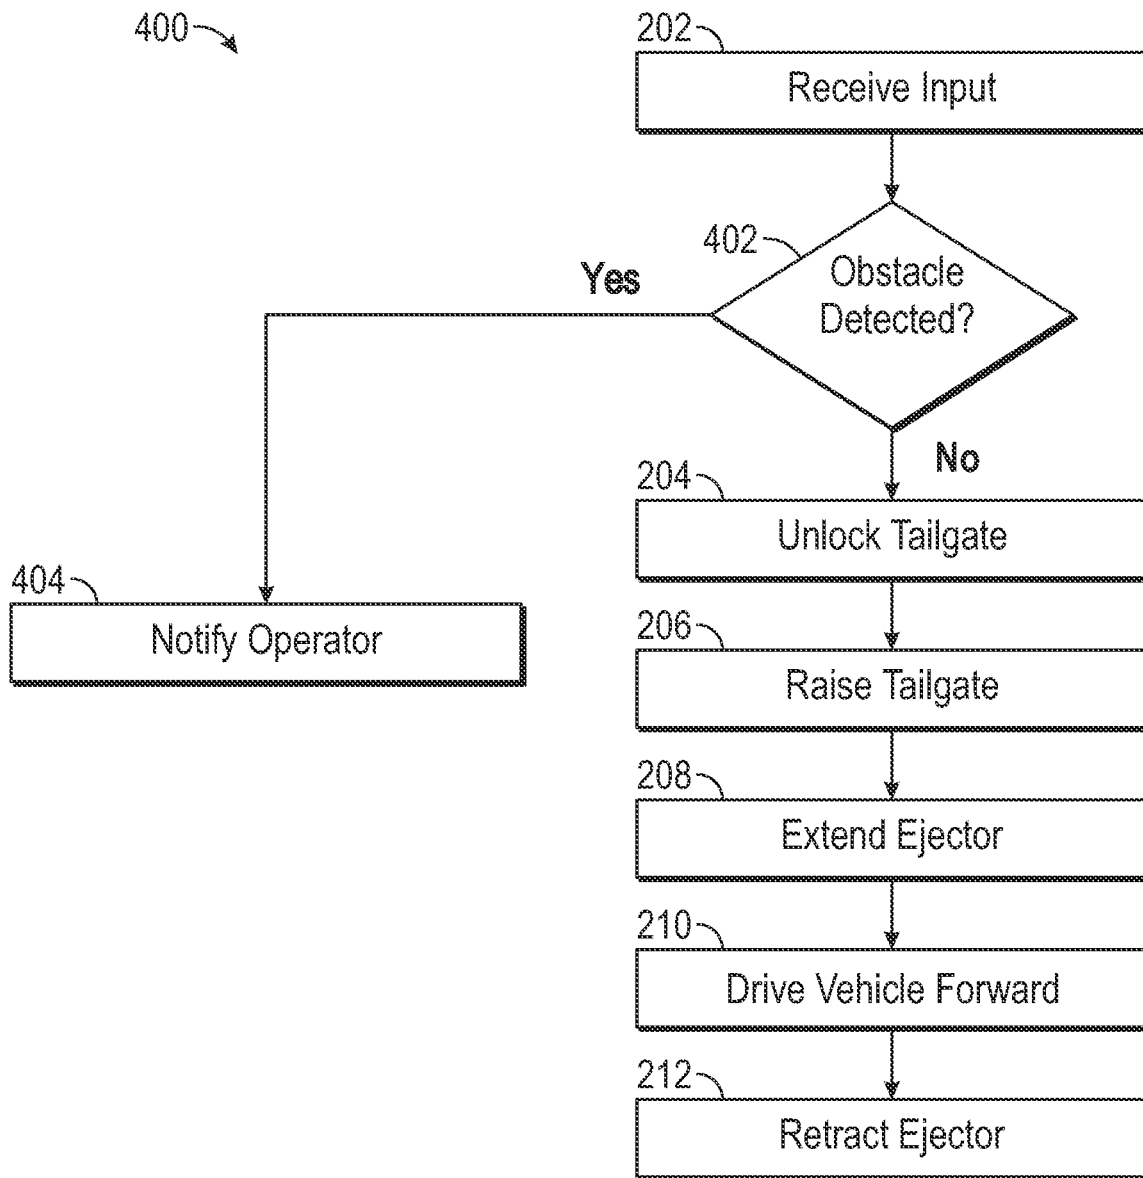 400
202
Receive Input
402
Obstacle
Detected?
Yes
No
204
Unlock Tailgate
404
Notify Operator
206
Raise Tailgate
208
Extend Ejector
210
Drive Vehicle Forward
212
Retract Ejector